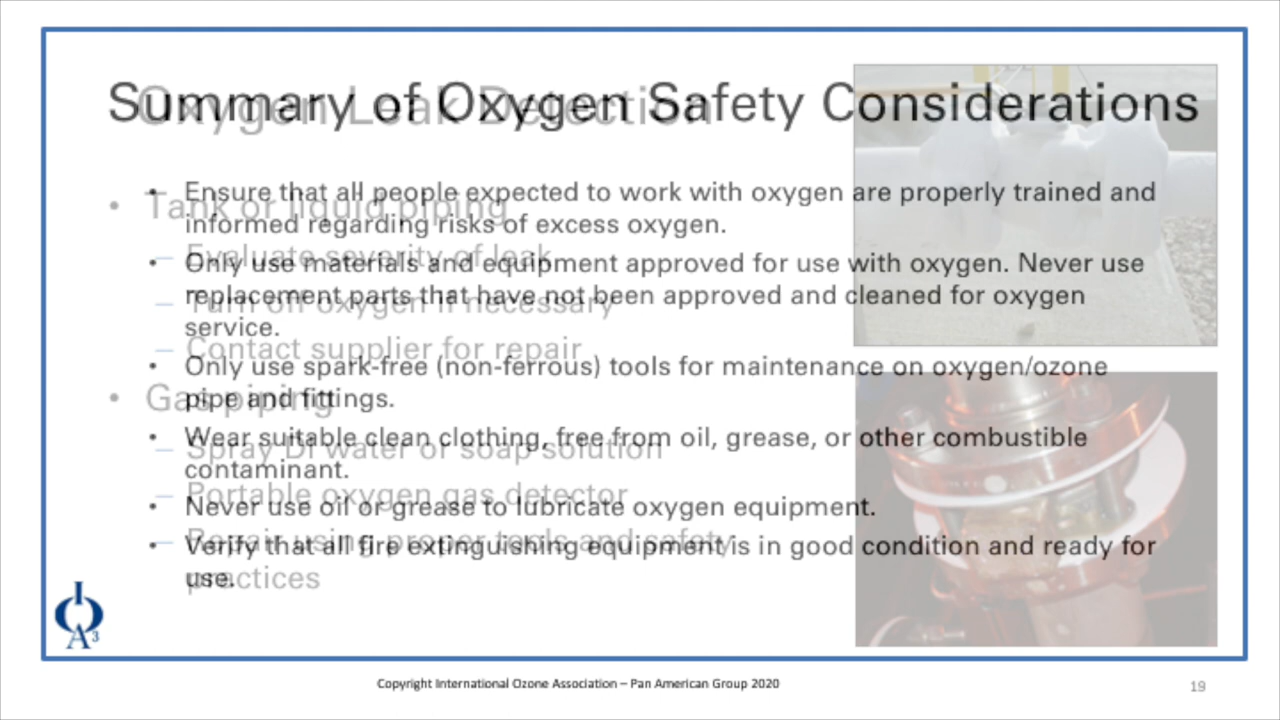 Summary of Oxygen Safety Considerations
Oxygen Leak Detection
• Ensure that all people expected to work with oxygen are properly trained and
informed regarding risks of excess oxygen.
• Only use materials and equipment approved for use with oxygen. Never use
replacement parts that have not been approved and cleaned for oxygen
service.
• Only use spark-free (non-ferrous) tools for maintenance on oxygen/ozone
pipe and fittings.
• Wear suitable clean clothing, free from oil, grease, or other combustible
contaminant.
• Never use oil or grease to lubricate oxygen equipment.
• Verify that all fire extinguishing equipment is in good condition and ready for
use.
• Tank or liquid piping
– Evaluate severity of leak
– Turn off oxygen if necessary
– Contact supplier for repair
• Gas piping
– Spray DI water or soap solution
– Portable oxygen gas detector
– Repair using proper tools and safety
practices
IOA3
Copyright International Ozone Association – Pan American Group 2020
19